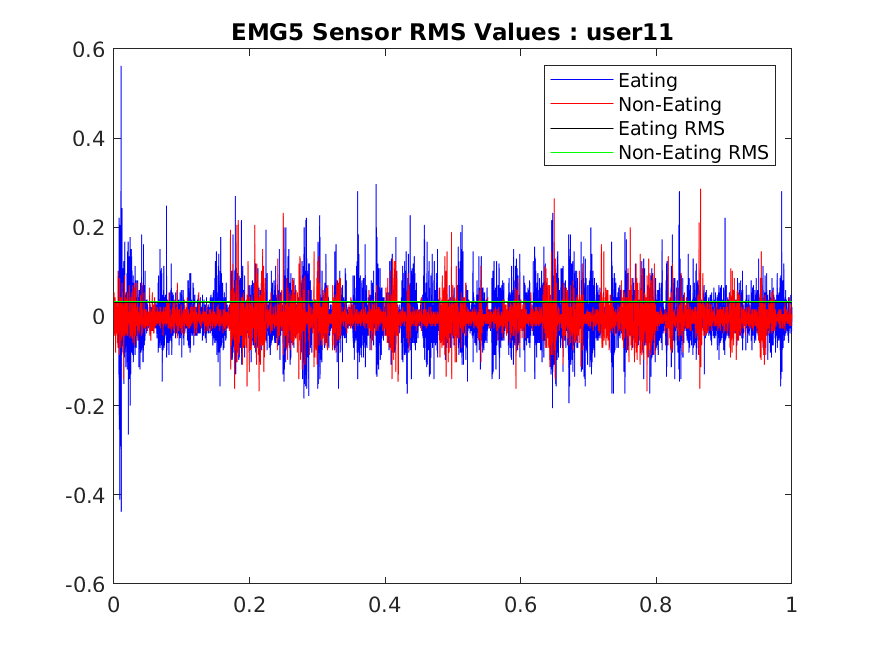 EMG5 Sensor RMS Values : user11
0.6
0.4
0.2
0
-0.2
-0.4
-0.6
Eating
Non-Eating
Eating RMS
Non-Eating RMS
0 0.2 0.4 0.6 0.8 1